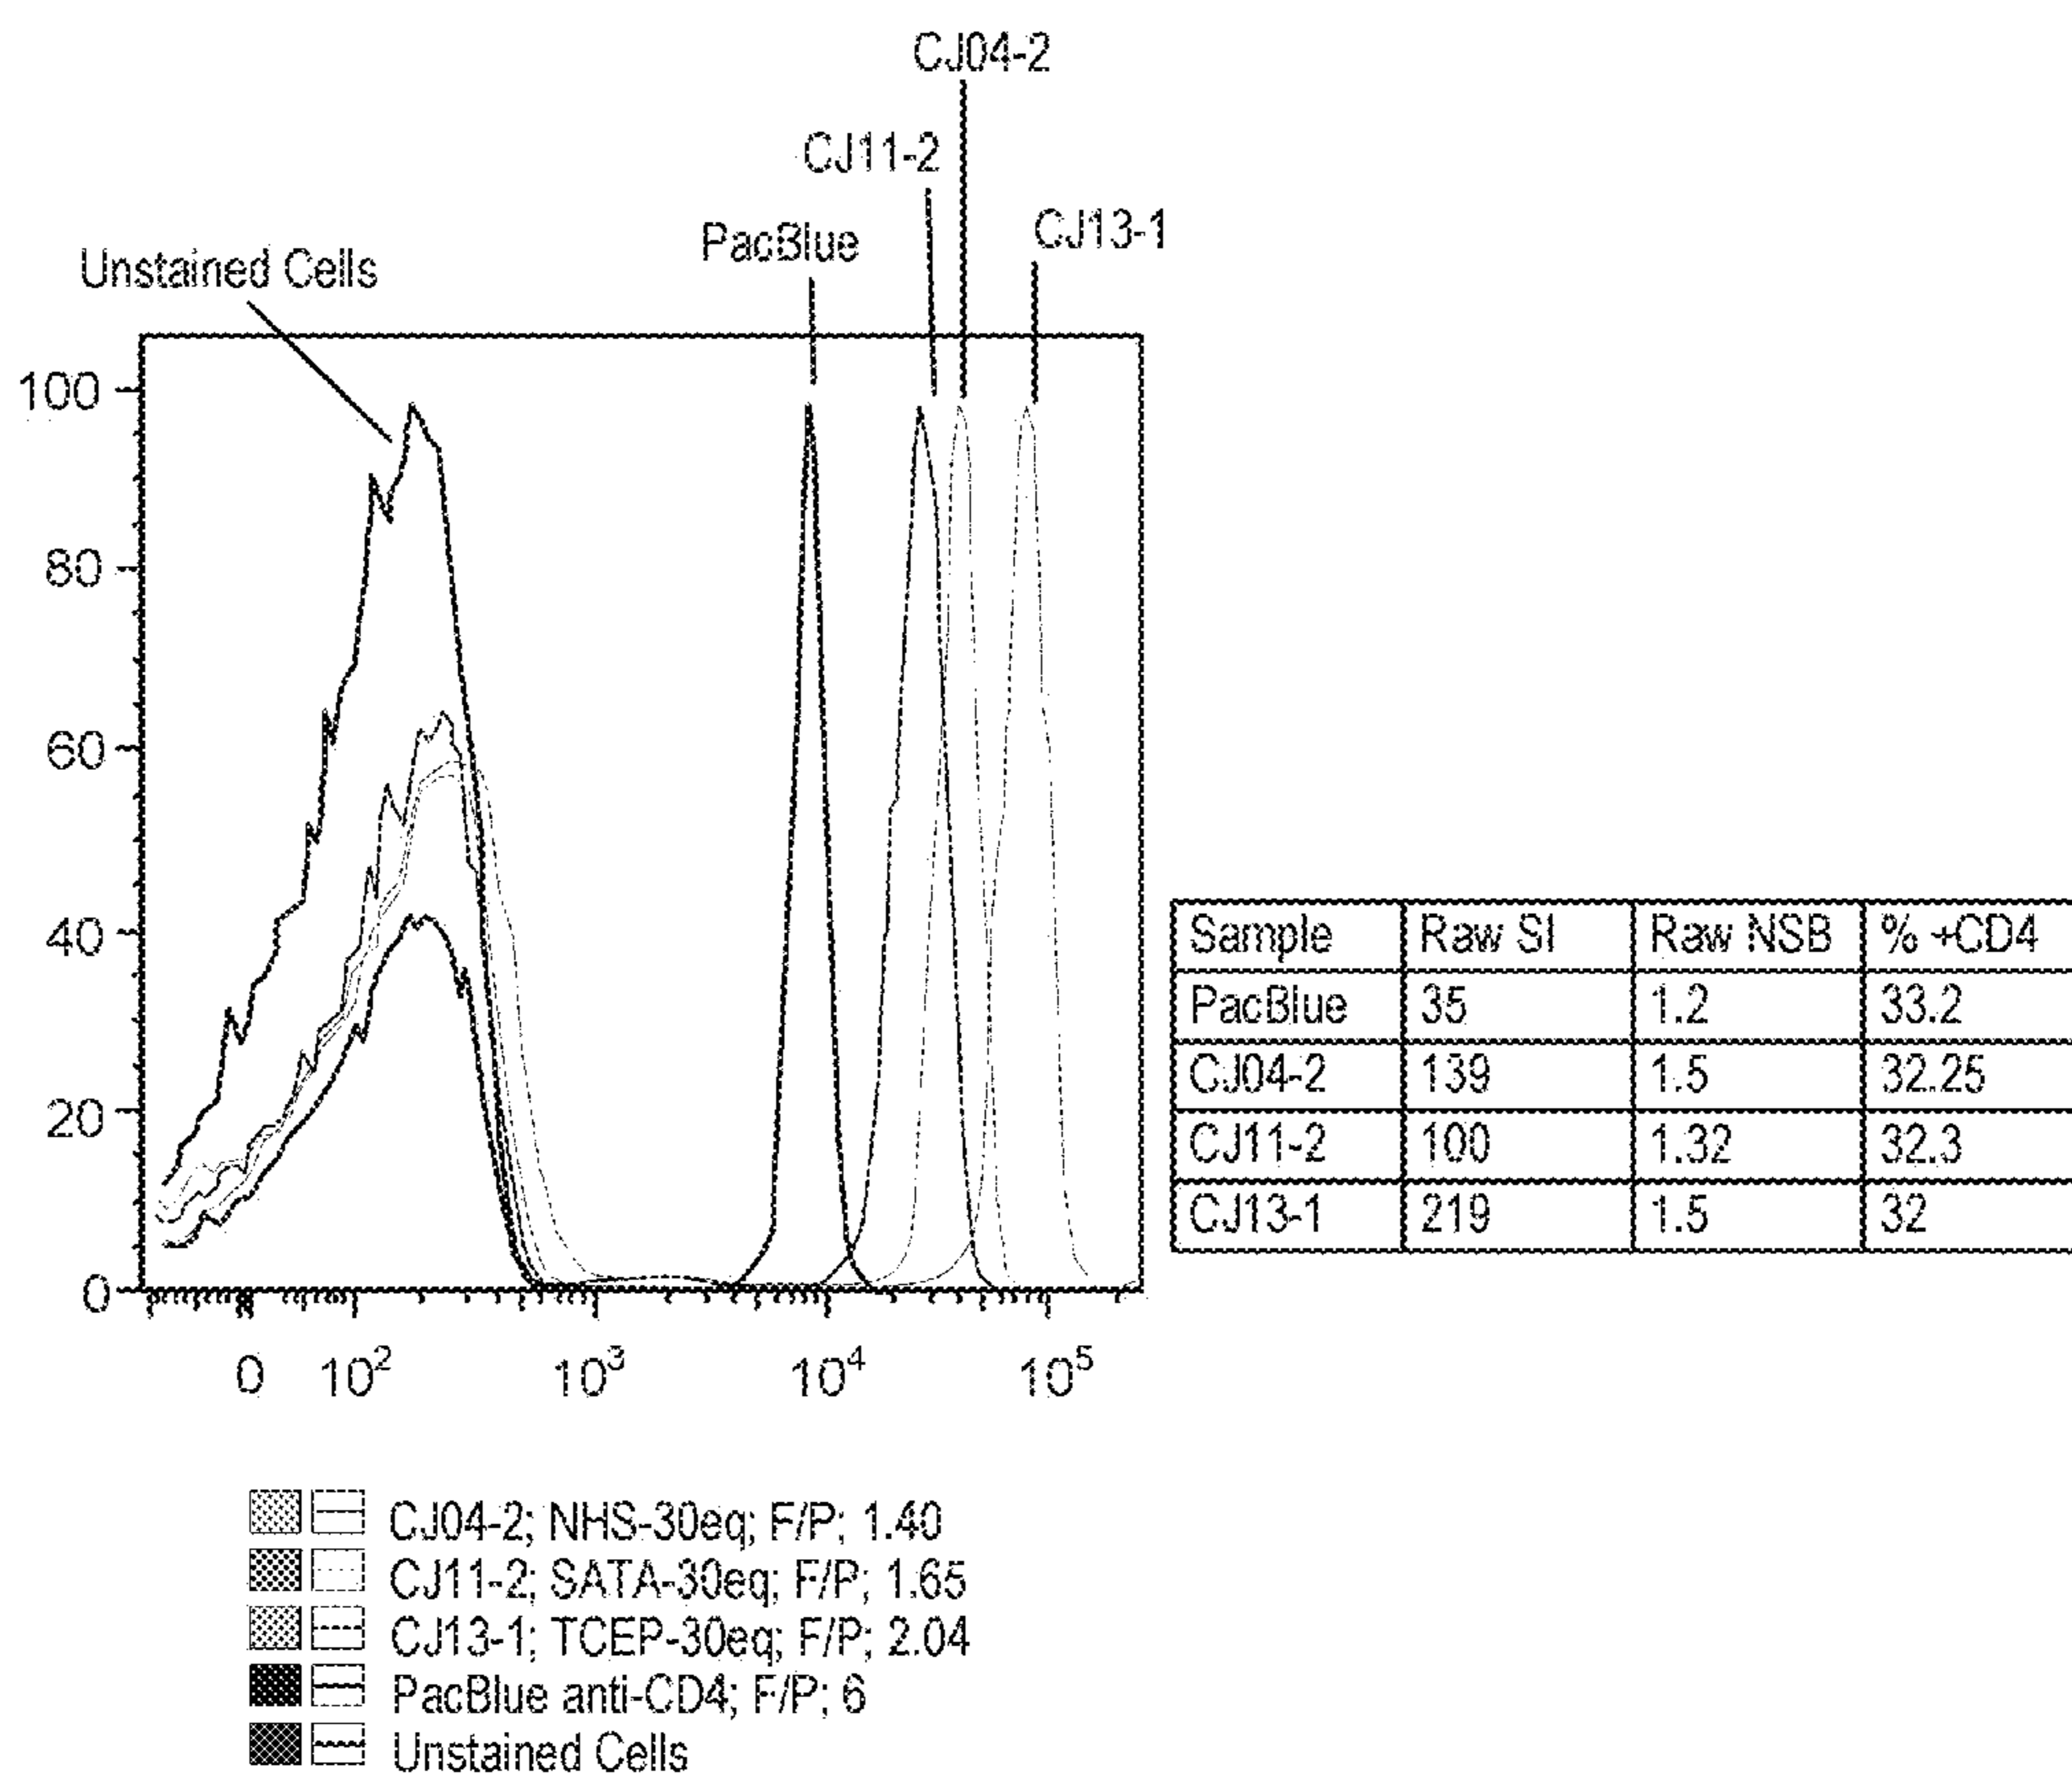 CJ04-2
CJ11-2
PacBlue
CJ13-1
Unstained Cells
100
80
60
40
20
0
0 10² 10³ 10⁴ 10⁵
Sample Raw SI Raw NSB % +CD4
PacBlue 35 1.2 33.2
CJ04-2 139 1.5 32.25
CJ11-2 100 1.32 32.3
CJ13-1 219 1.5 32
CJ04-2; NHS-30eq; F/P; 1.40
CJ11-2; SATA-30eq; F/P; 1.65
CJ13-1; TCEP-30eq; F/P; 2.04
PacBlue anti-CD4; F/P; 6
Unstained Cells